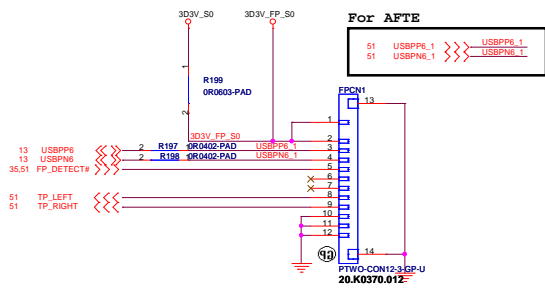 For AFTE
3D3V_S0 3D3V_FP_S0
51 USBPP6_1 USBPP6_1
51 USBPN6_1 USBPN6_1
1
R199
0R0603-PAD
2
FPCN1
13
1
3D3V_FP_S0
2
13 USBPP6 2 R197 1 0R0402-PAD USBPP6_1 3
13 USBPN6 2 R198 1 0R0402-PAD USBPN6_1 4
35,51 FP_DETECT# 5
6
7
51 TP_LEFT 8
51 TP_RIGHT 9
10
11
12
GP
14
PTWO-CON12-3-GP-U
20.K0370.012